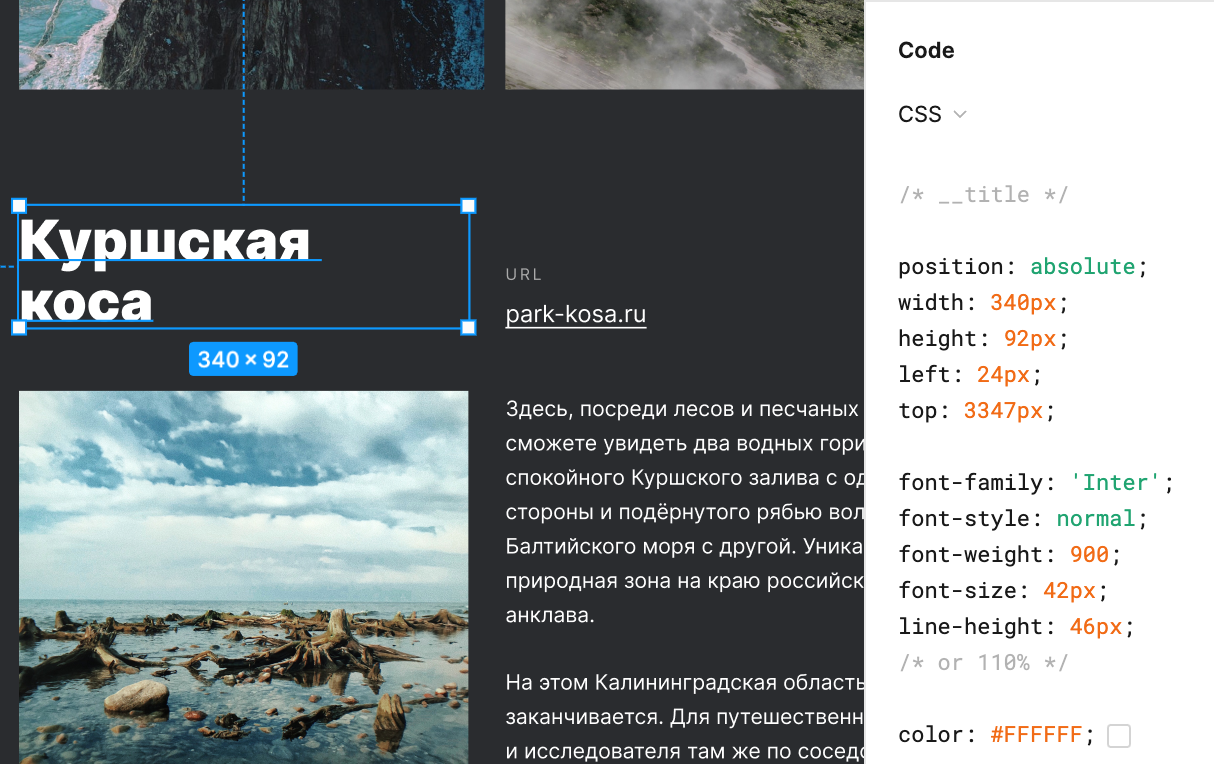 Куршская
коса
340 × 92
URL
park-kosa.ru
Здесь, посреди лесов и песчаных
сможете увидеть два водных гори
спокойного Куршского залива с од
стороны и подёрнутого рябью вол
Балтийского моря с другой. Уника
природная зона на краю российск
анклава.
На этом Калининградская область
заканчивается. Для путешественн
и исследователя там же по соседс
Code
CSS
/* __title */
position: absolute;
width: 340px;
height: 92px;
left: 24px;
top: 3347px;
font-family: 'Inter';
font-style: normal;
font-weight: 900;
font-size: 42px;
line-height: 46px;
/* or 110% */
color: #FFFFFF;